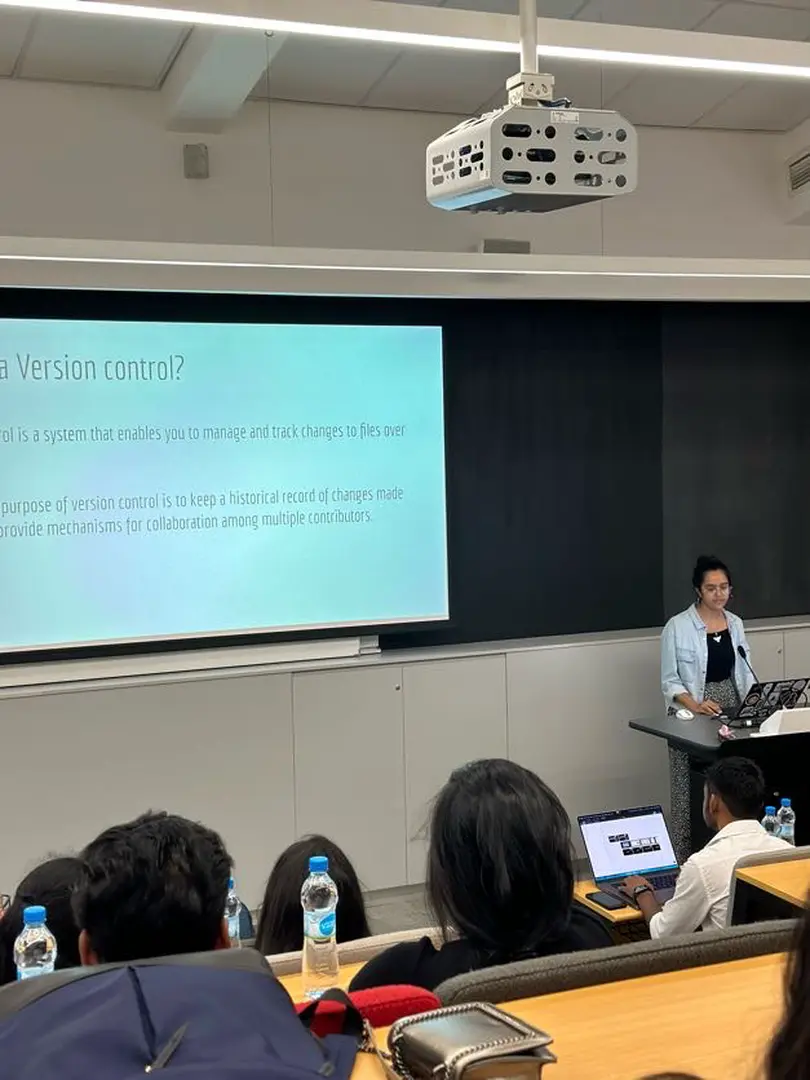 a Version control?
rol is a system that enables you to manage and track changes to files over
purpose of version control is to keep a historical record of changes made
provide mechanisms for collaboration among multiple contributors.